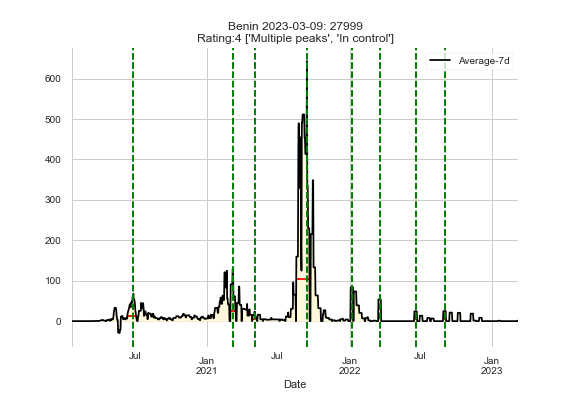 Benin 2023-03-09: 27999
Rating:4 ['Multiple peaks', 'In control']
Average-7d
600
500
400
300
200
100
0
Jul
Jan
2021
Jul
Jan
2022
Jul
Jan
2023
Date